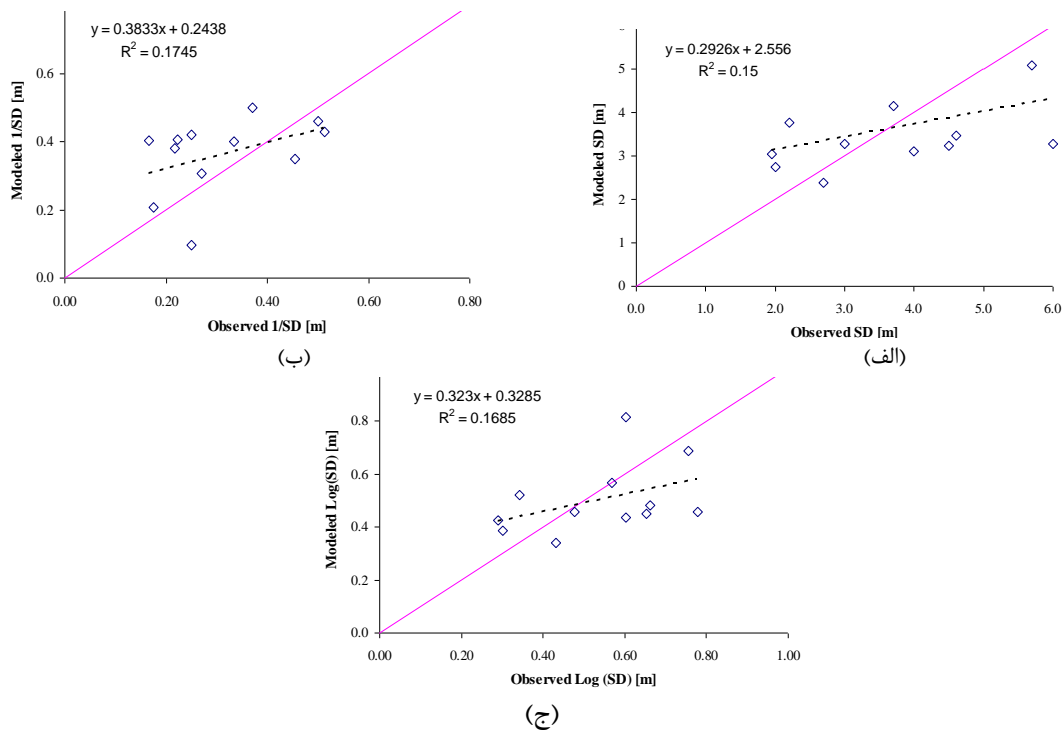 y = 0.3833x + 0.2438
R² = 0.1745
Modeled 1/SD [m]
0.6
0.4
0.2
0.0
0.00 0.20 0.40 0.60 0.80
Observed 1/SD [m]
(ب)
y = 0.2926x + 2.556
R² = 0.15
Modeled SD [m]
5
4
3
2
1
0
0.0 1.0 2.0 3.0 4.0 5.0 6.0
Observed SD [m]
(الف)
y = 0.323x + 0.3285
R² = 0.1685
Modeled Log(SD) [m]
0.8
0.6
0.4
0.2
0.0
0.00 0.20 0.40 0.60 0.80 1.00
Observed Log (SD) [m]
(ج)